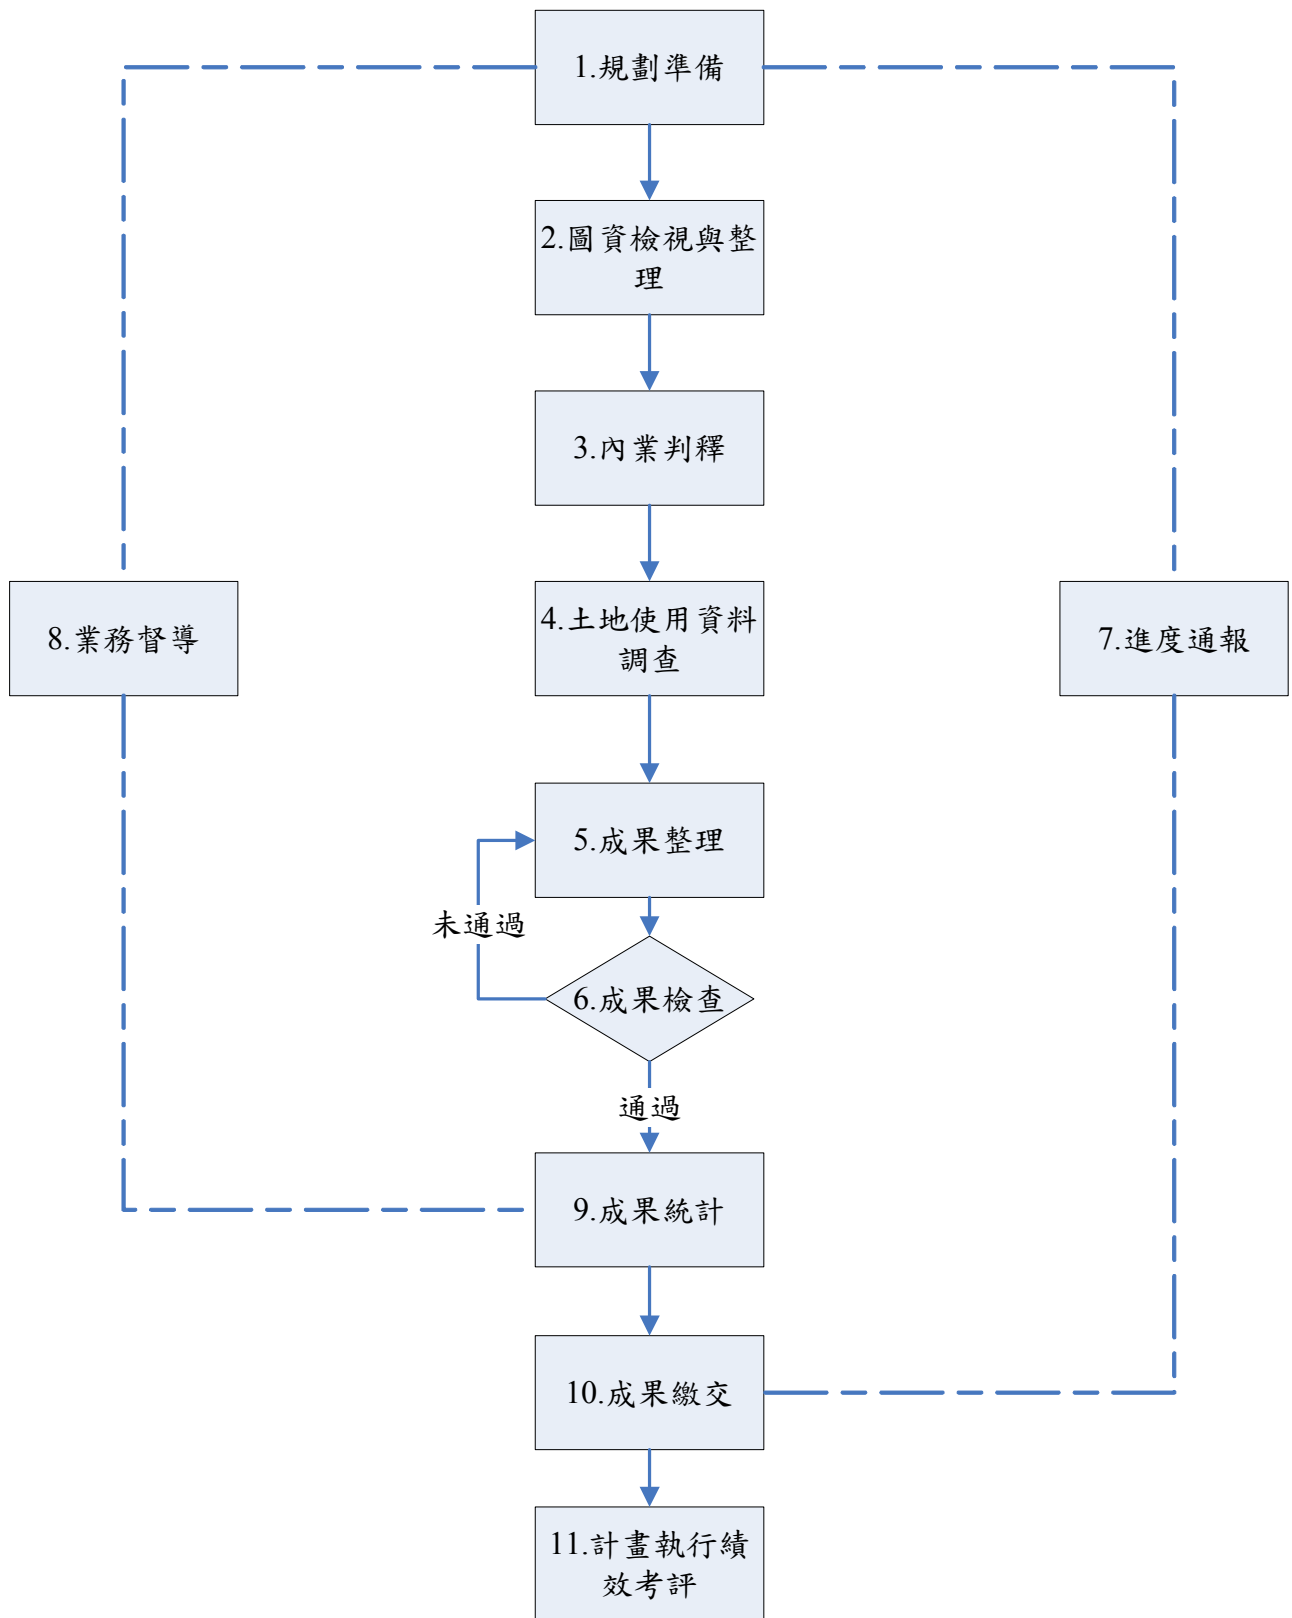 1.規劃準備
2.圖資檢視與整
理
3.內業判釋
8.業務督導
4.土地使用資料
調查
7.進度通報
5.成果整理
未通過
6.成果檢查
通過
9.成果統計
10.成果繳交
11.計畫執行績
效考評